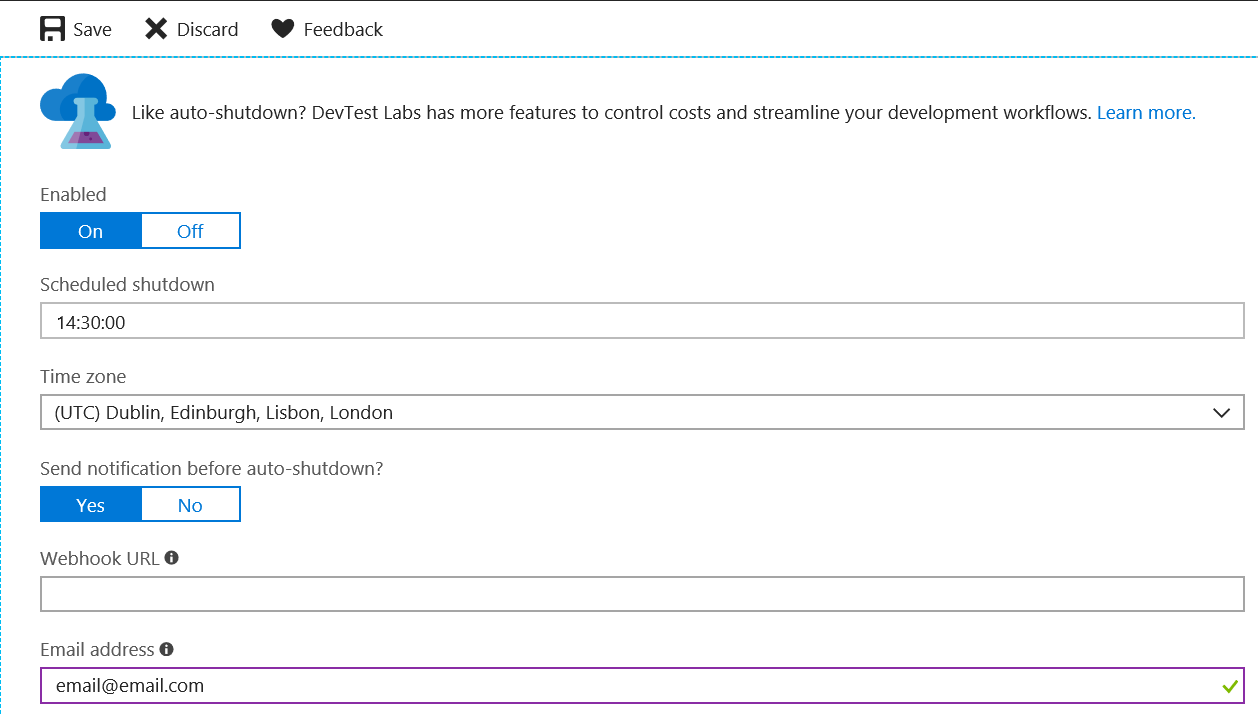 Save Discard Feedback
Like auto-shutdown? DevTest Labs has more features to control costs and streamline your development workflows. Learn more.
Enabled
On Off
Scheduled shutdown
14:30:00
Time zone
(UTC) Dublin, Edinburgh, Lisbon, London
Send notification before auto-shutdown?
Yes No
Webhook URL
Email address
email@email.com